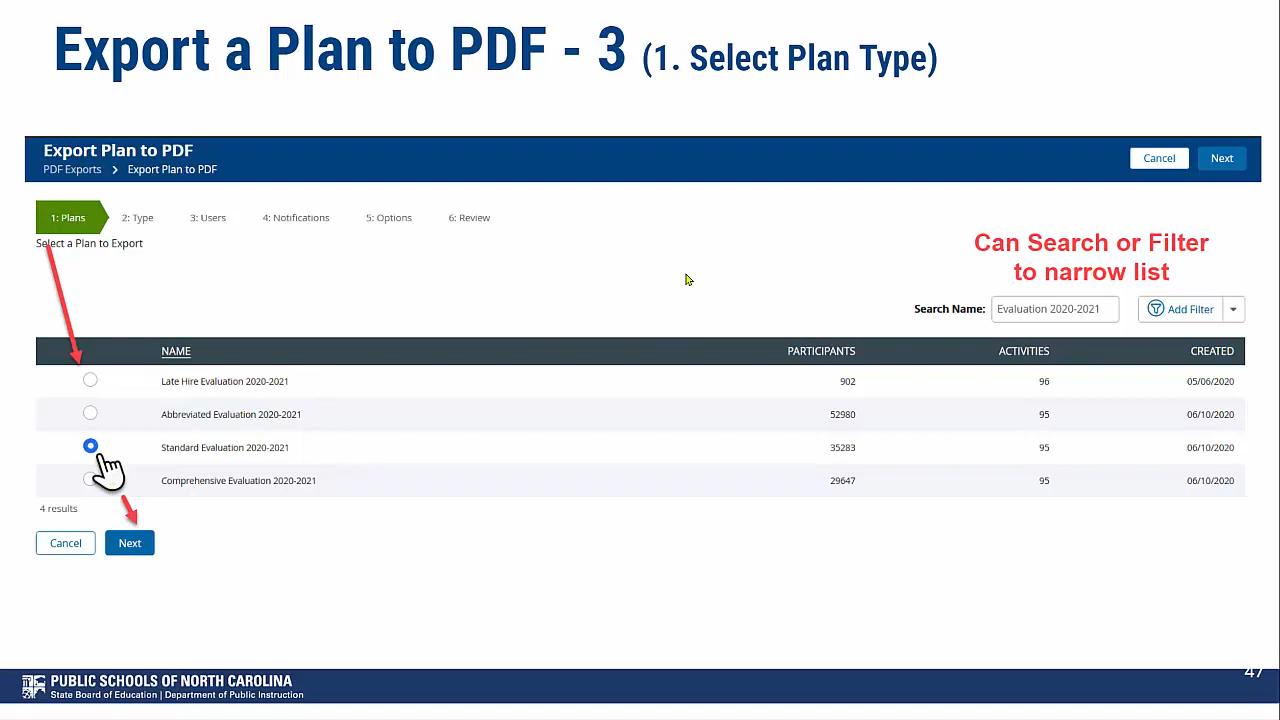 Export a Plan to PDF - 3 (1. Select Plan Type)
Export Plan to PDF
PDF Exports > Export Plan to PDF
Cancel Next
1: Plans 2: Type 3: Users 4: Notifications 5: Options 6: Review
Select a Plan to Export
Can Search or Filter
to narrow list
Search Name: Evaluation 2020-2021 Add Filter
NAME PARTICIPANTS ACTIVITIES CREATED
Late Hire Evaluation 2020-2021 902 96 05/06/2020
Abbreviated Evaluation 2020-2021 52980 95 06/10/2020
Standard Evaluation 2020-2021 35283 95 06/10/2020
Comprehensive Evaluation 2020-2021 29647 95 06/10/2020
4 results
Cancel Next
47
PUBLIC SCHOOLS OF NORTH CAROLINA
State Board of Education | Department of Public Instruction